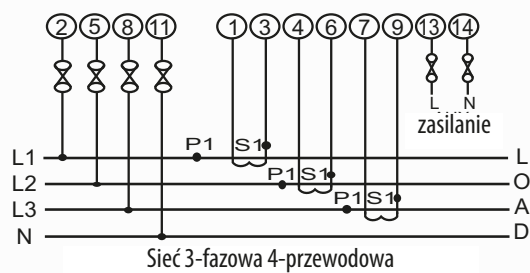 2 5 8 11 1 3 4 6 7 9 13 14
L N
zasilanie
P1 S1
L1 L
P1 S1
L2 O
P1 S1
L3 A
N D
Sieć 3-fazowa 4-przewodowa